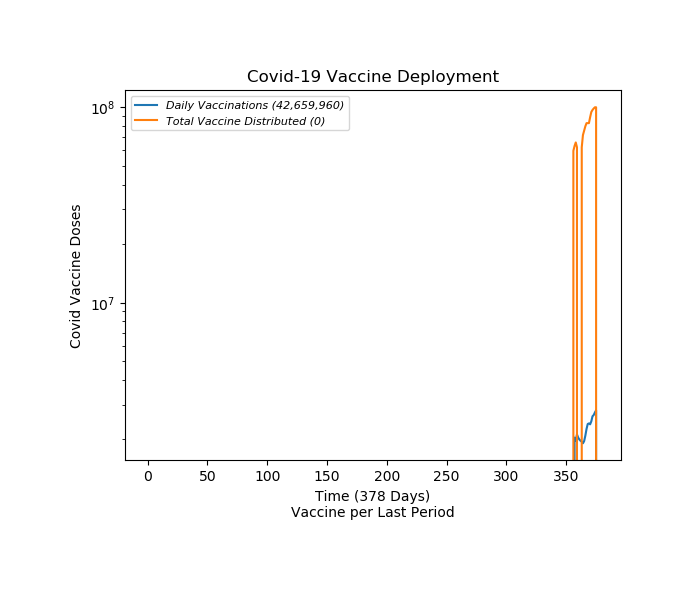 Covid-19 Vaccine Deployment
Daily Vaccinations (42,659,960)
Total Vaccine Distributed (0)
Covid Vaccine Doses
10⁸
10⁷
0 50 100 150 200 250 300 350
Time (378 Days)
Vaccine per Last Period